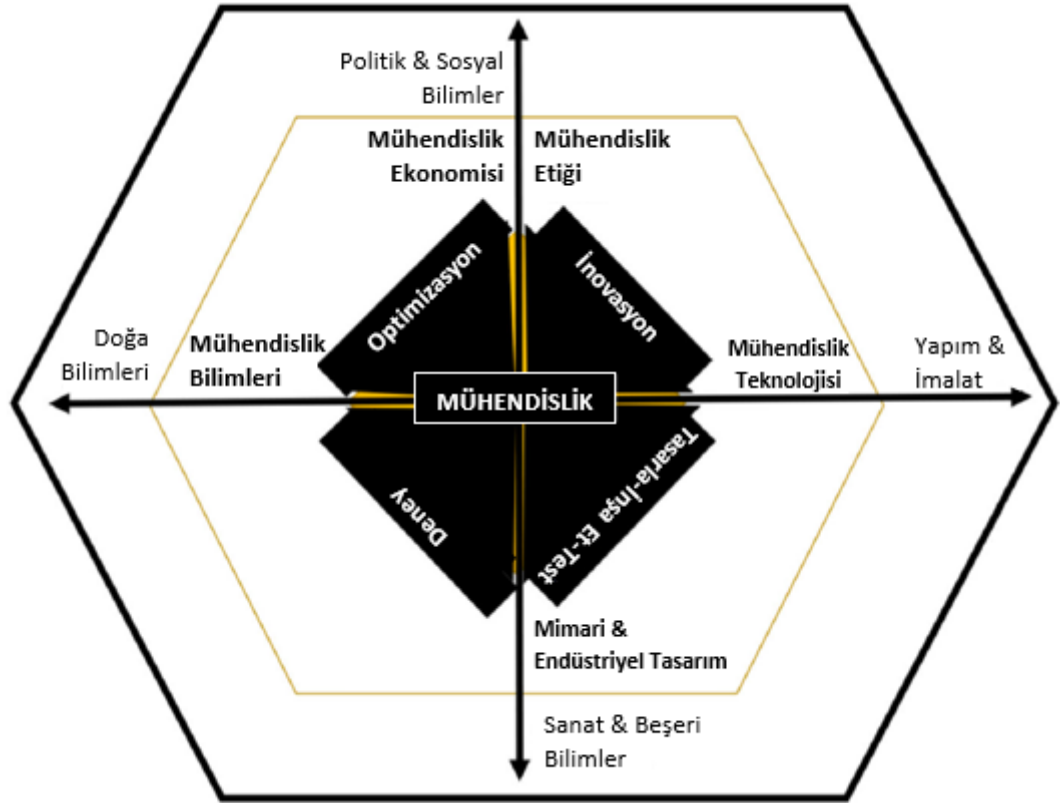 Politik & Sosyal
Bilimler
Mühendislik
Ekonomisi
Mühendislik
Etiği
Optimizasyon
İnovasyon
Doğa
Bilimleri
Mühendislik
Bilimleri
MÜHENDİSLİK
Mühendislik
Teknolojisi
Yapım &
İmalat
Deney
Tasarla-İnşa Et-Test
Mimari &
Endüstriyel Tasarım
Sanat & Beşeri
Bilimler